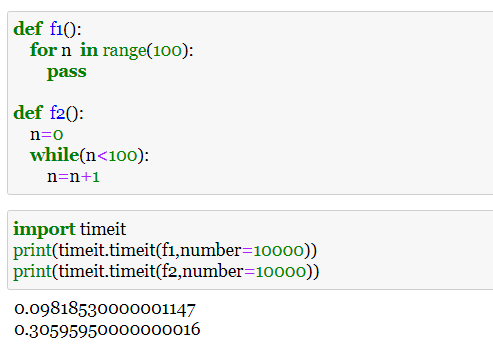 def f1():
    for n  in range(100):
        pass

def f2():
    n=0
    while(n<100):
        n=n+1

import timeit
print(timeit.timeit(f1,number=10000))
print(timeit.timeit(f2,number=10000))

0.09818530000001147
0.30595950000000016